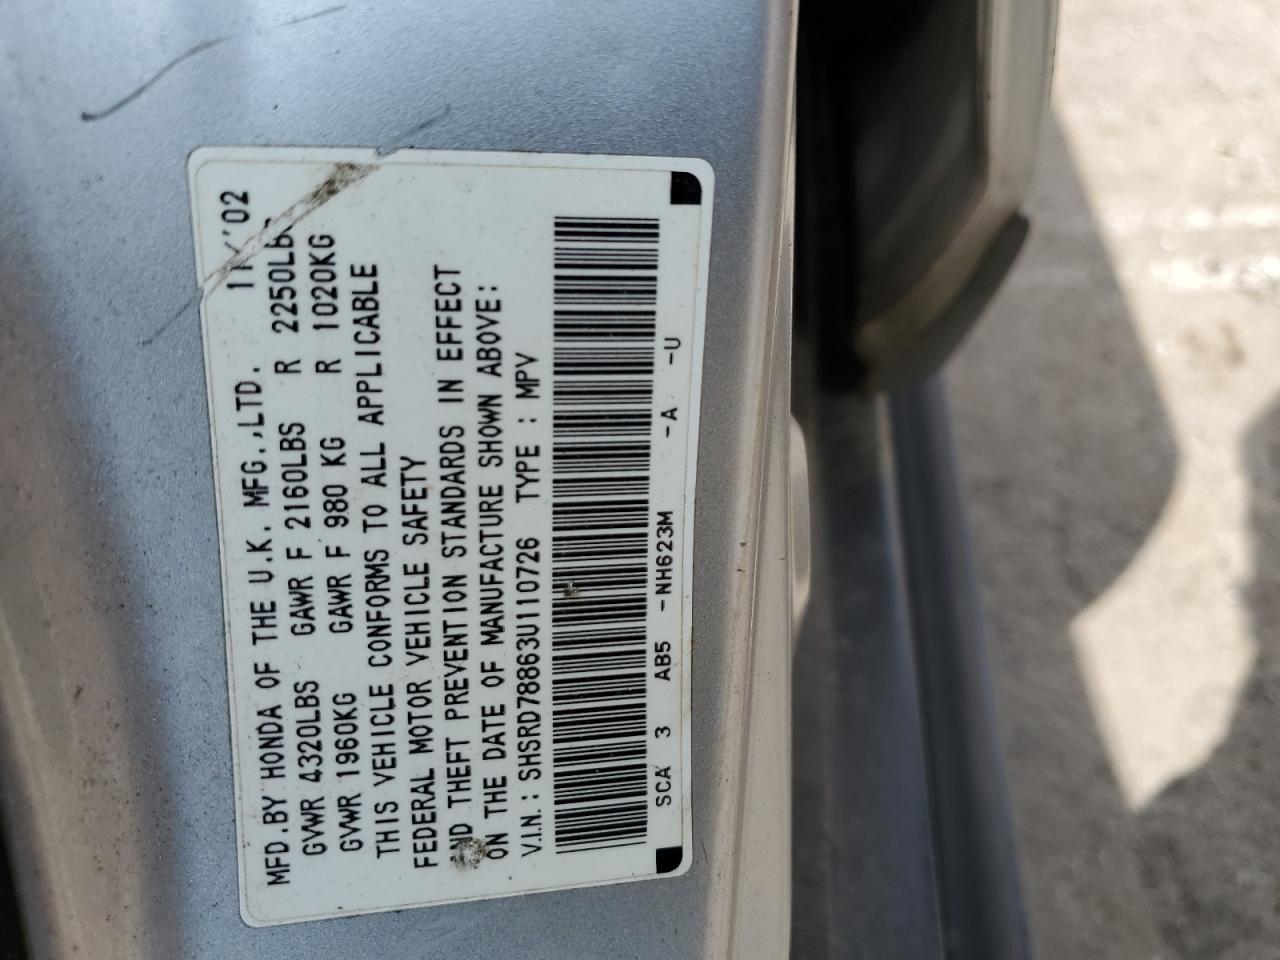 MFD.BY HONDA OF THE U.K. MFG.,LTD. 11/'02
GVWR 4320LBS GAWR F 2160LBS R 2250LBS
GVWR 1960KG GAWR F 980 KG R 1020KG
THIS VEHICLE CONFORMS TO ALL APPLICABLE
FEDERAL MOTOR VEHICLE SAFETY
AND THEFT PREVENTION STANDARDS IN EFFECT
ON THE DATE OF MANUFACTURE SHOWN ABOVE:
V.I.N.: SHSRD78863U110726 TYPE : MPV
SCA 3 AB5 -NH623M -A -U